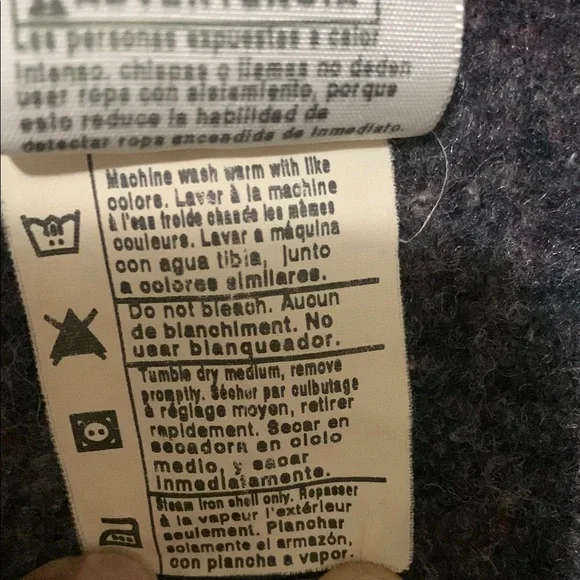 ADVERTENCIA
Las personas expuestas a calor
intenso, chispas o llamas no deben
usar ropa con aislamiento, porque
esto reduce la habilidad de
detectar ropa encendida de inmediato.
Machine wash warm with like
colors. Laver à la machine
à l'eau froide chaude les mêmes
couleurs. Lavar a máquina
con agua tibia, junto
a colores similares.
Do not bleach. Aucun
de blanchiment. No
usar blanqueador.
Tumble dry medium, remove
promptly. Sécher par culbutage
à réglage moyen, retirer
rapidement. Secar en
secadora en ciclo
medio, y sacar
inmediatamente.
Steam iron shell only. Repasser
à la vapeur l'extérieur
seulement. Planchar
solamente el armazón,
con plancha a vapor.